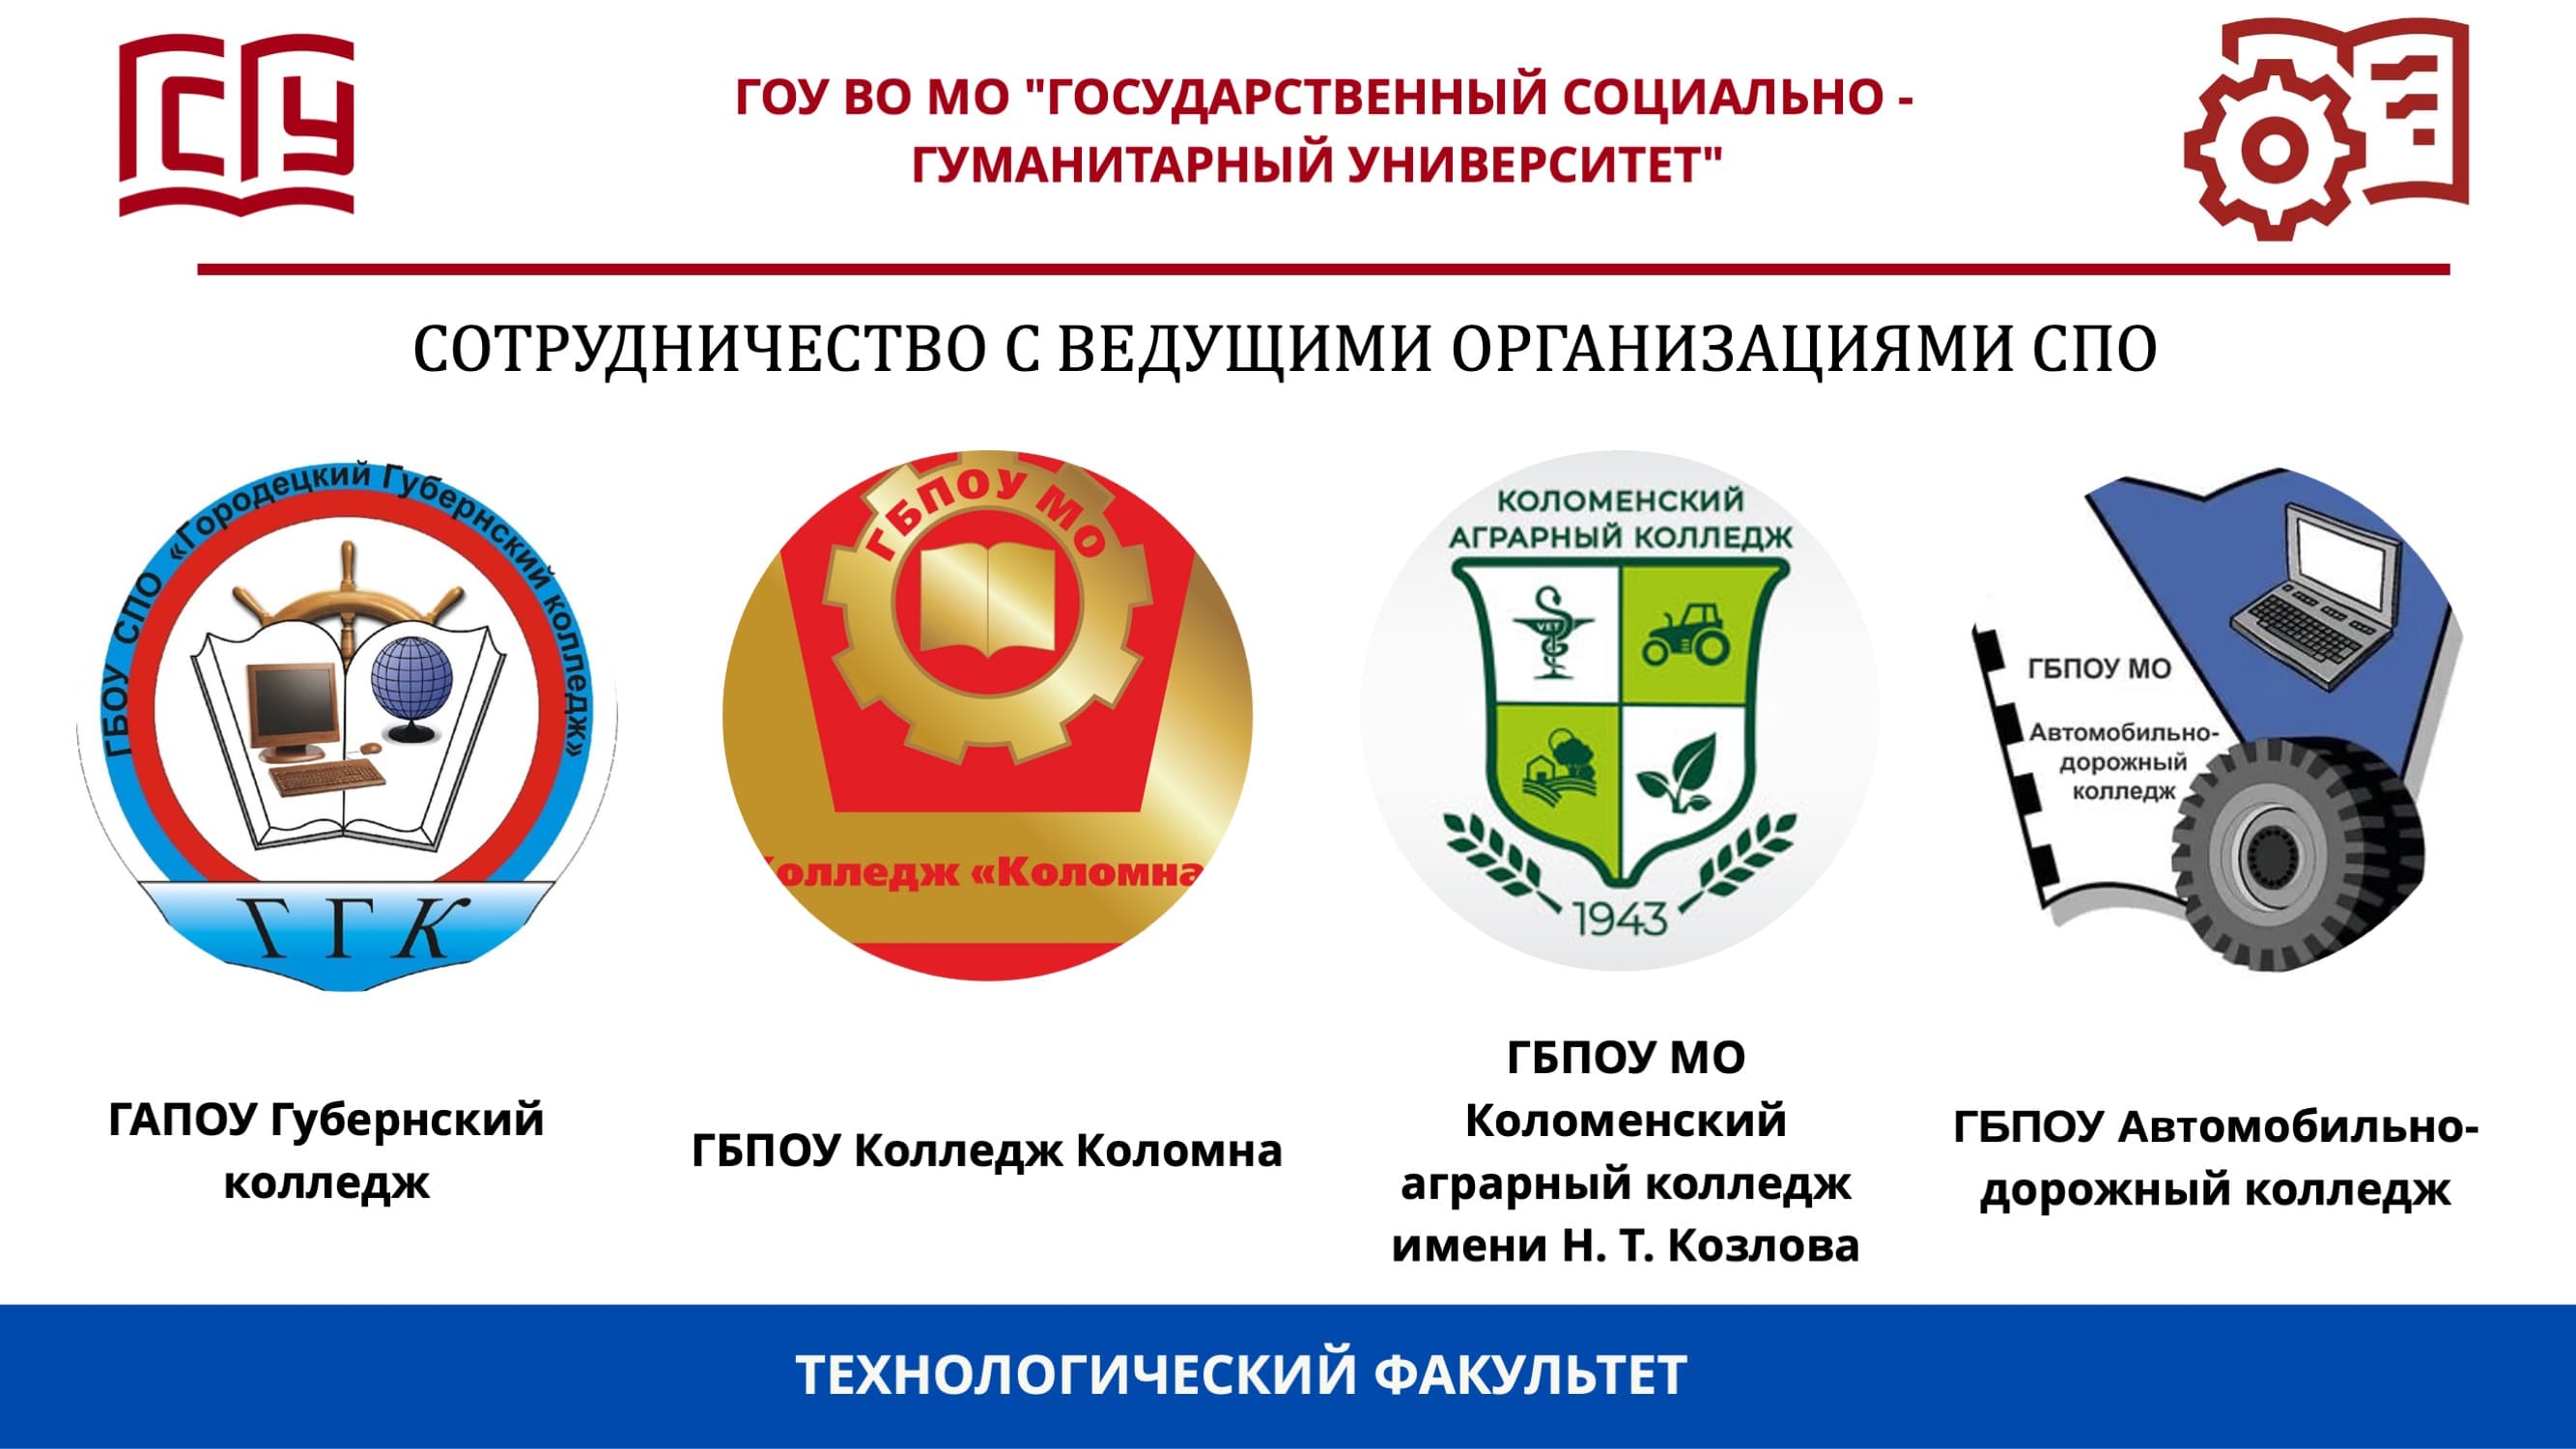 ГСГУ
ГОУ ВО МО "ГОСУДАРСТВЕННЫЙ СОЦИАЛЬНО -
ГУМАНИТАРНЫЙ УНИВЕРСИТЕТ"
СОТРУДНИЧЕСТВО С ВЕДУЩИМИ ОРГАНИЗАЦИЯМИ СПО
ГБОУ СПО «Городецкий Губернский колледж»
ГГК
ГБПОУ МО
олледж «Коломна
КОЛОМЕНСКИЙ
АГРАРНЫЙ КОЛЛЕДЖ
VET
1943
ГБПОУ МО
Автомобильно-
дорожный
колледж
ГАПОУ Губернский
колледж
ГБПОУ Колледж Коломна
ГБПОУ МО
Коломенский
аграрный колледж
имени Н. Т. Козлова
ГБПОУ Автомобильно-
дорожный колледж
ТЕХНОЛОГИЧЕСКИЙ ФАКУЛЬТЕТ